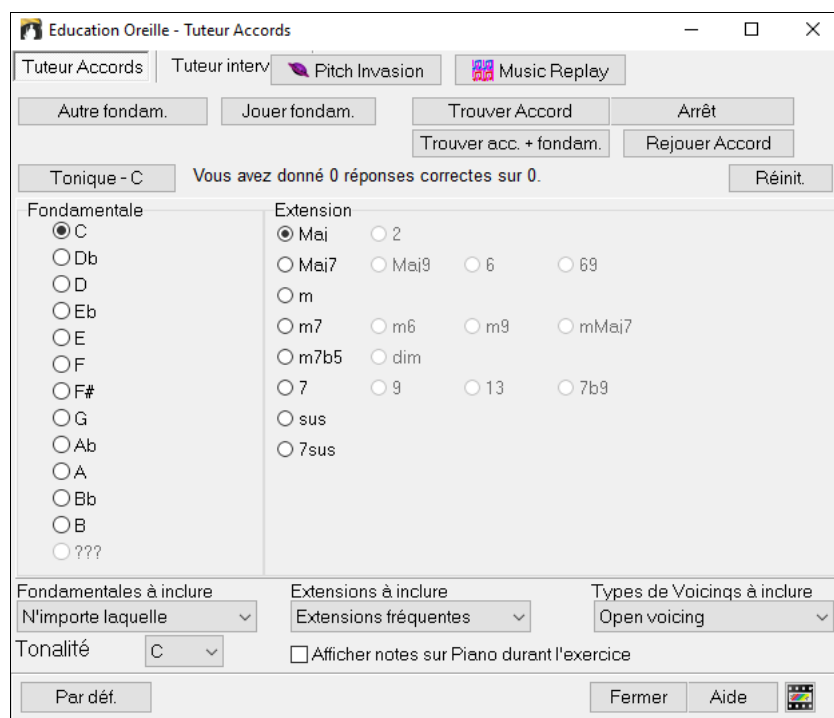 Education Oreille - Tuteur Accords
Tuteur Accords Tuteur interv Pitch Invasion Music Replay
Autre fondam. Jouer fondam. Trouver Accord Arrêt
Trouver acc. + fondam. Rejouer Accord
Tonique - C Vous avez donné 0 réponses correctes sur 0. Réinit.
Fondamentale Extension
C Maj 2
Db Maj7 Maj9 6 69
D m
Eb m7 m6 m9 mMaj7
E m7b5 dim
F 7 9 13 7b9
F# sus
G 7sus
Ab
A
Bb
B
???
Fondamentales à inclure Extensions à inclure Types de Voicings à inclure
N'importe laquelle Extensions fréquentes Open voicing
Tonalité C Afficher notes sur Piano durant l'exercice
Par déf. Fermer Aide